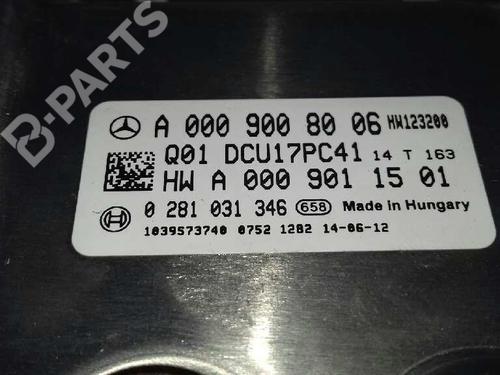 B-PARTS
A 000 900 80 06 HW123200
Q01 DCU17PC41 14 T 163
HW A 000 901 15 01
0 281 031 346 658 Made in Hungary
1039573740 0752 1282 14-06-12